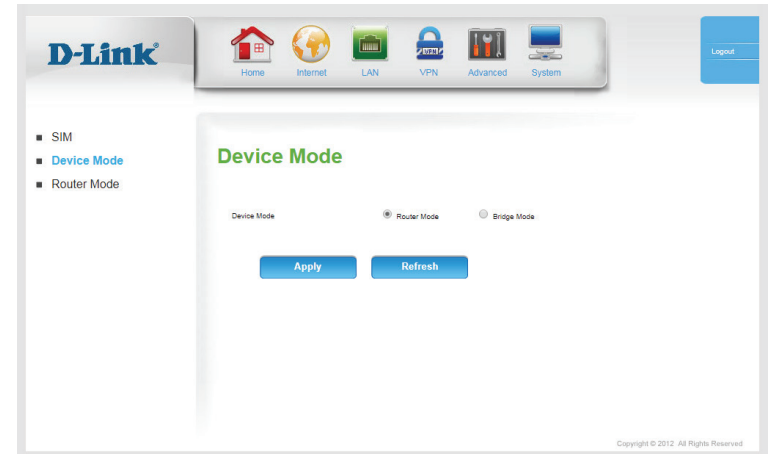 D-Link
Home Internet LAN VPN Advanced System
Logout
SIM
Device Mode
Router Mode
Device Mode
Device Mode Router Mode Bridge Mode
Apply Refresh
Copyright © 2012 All Rights Reserved